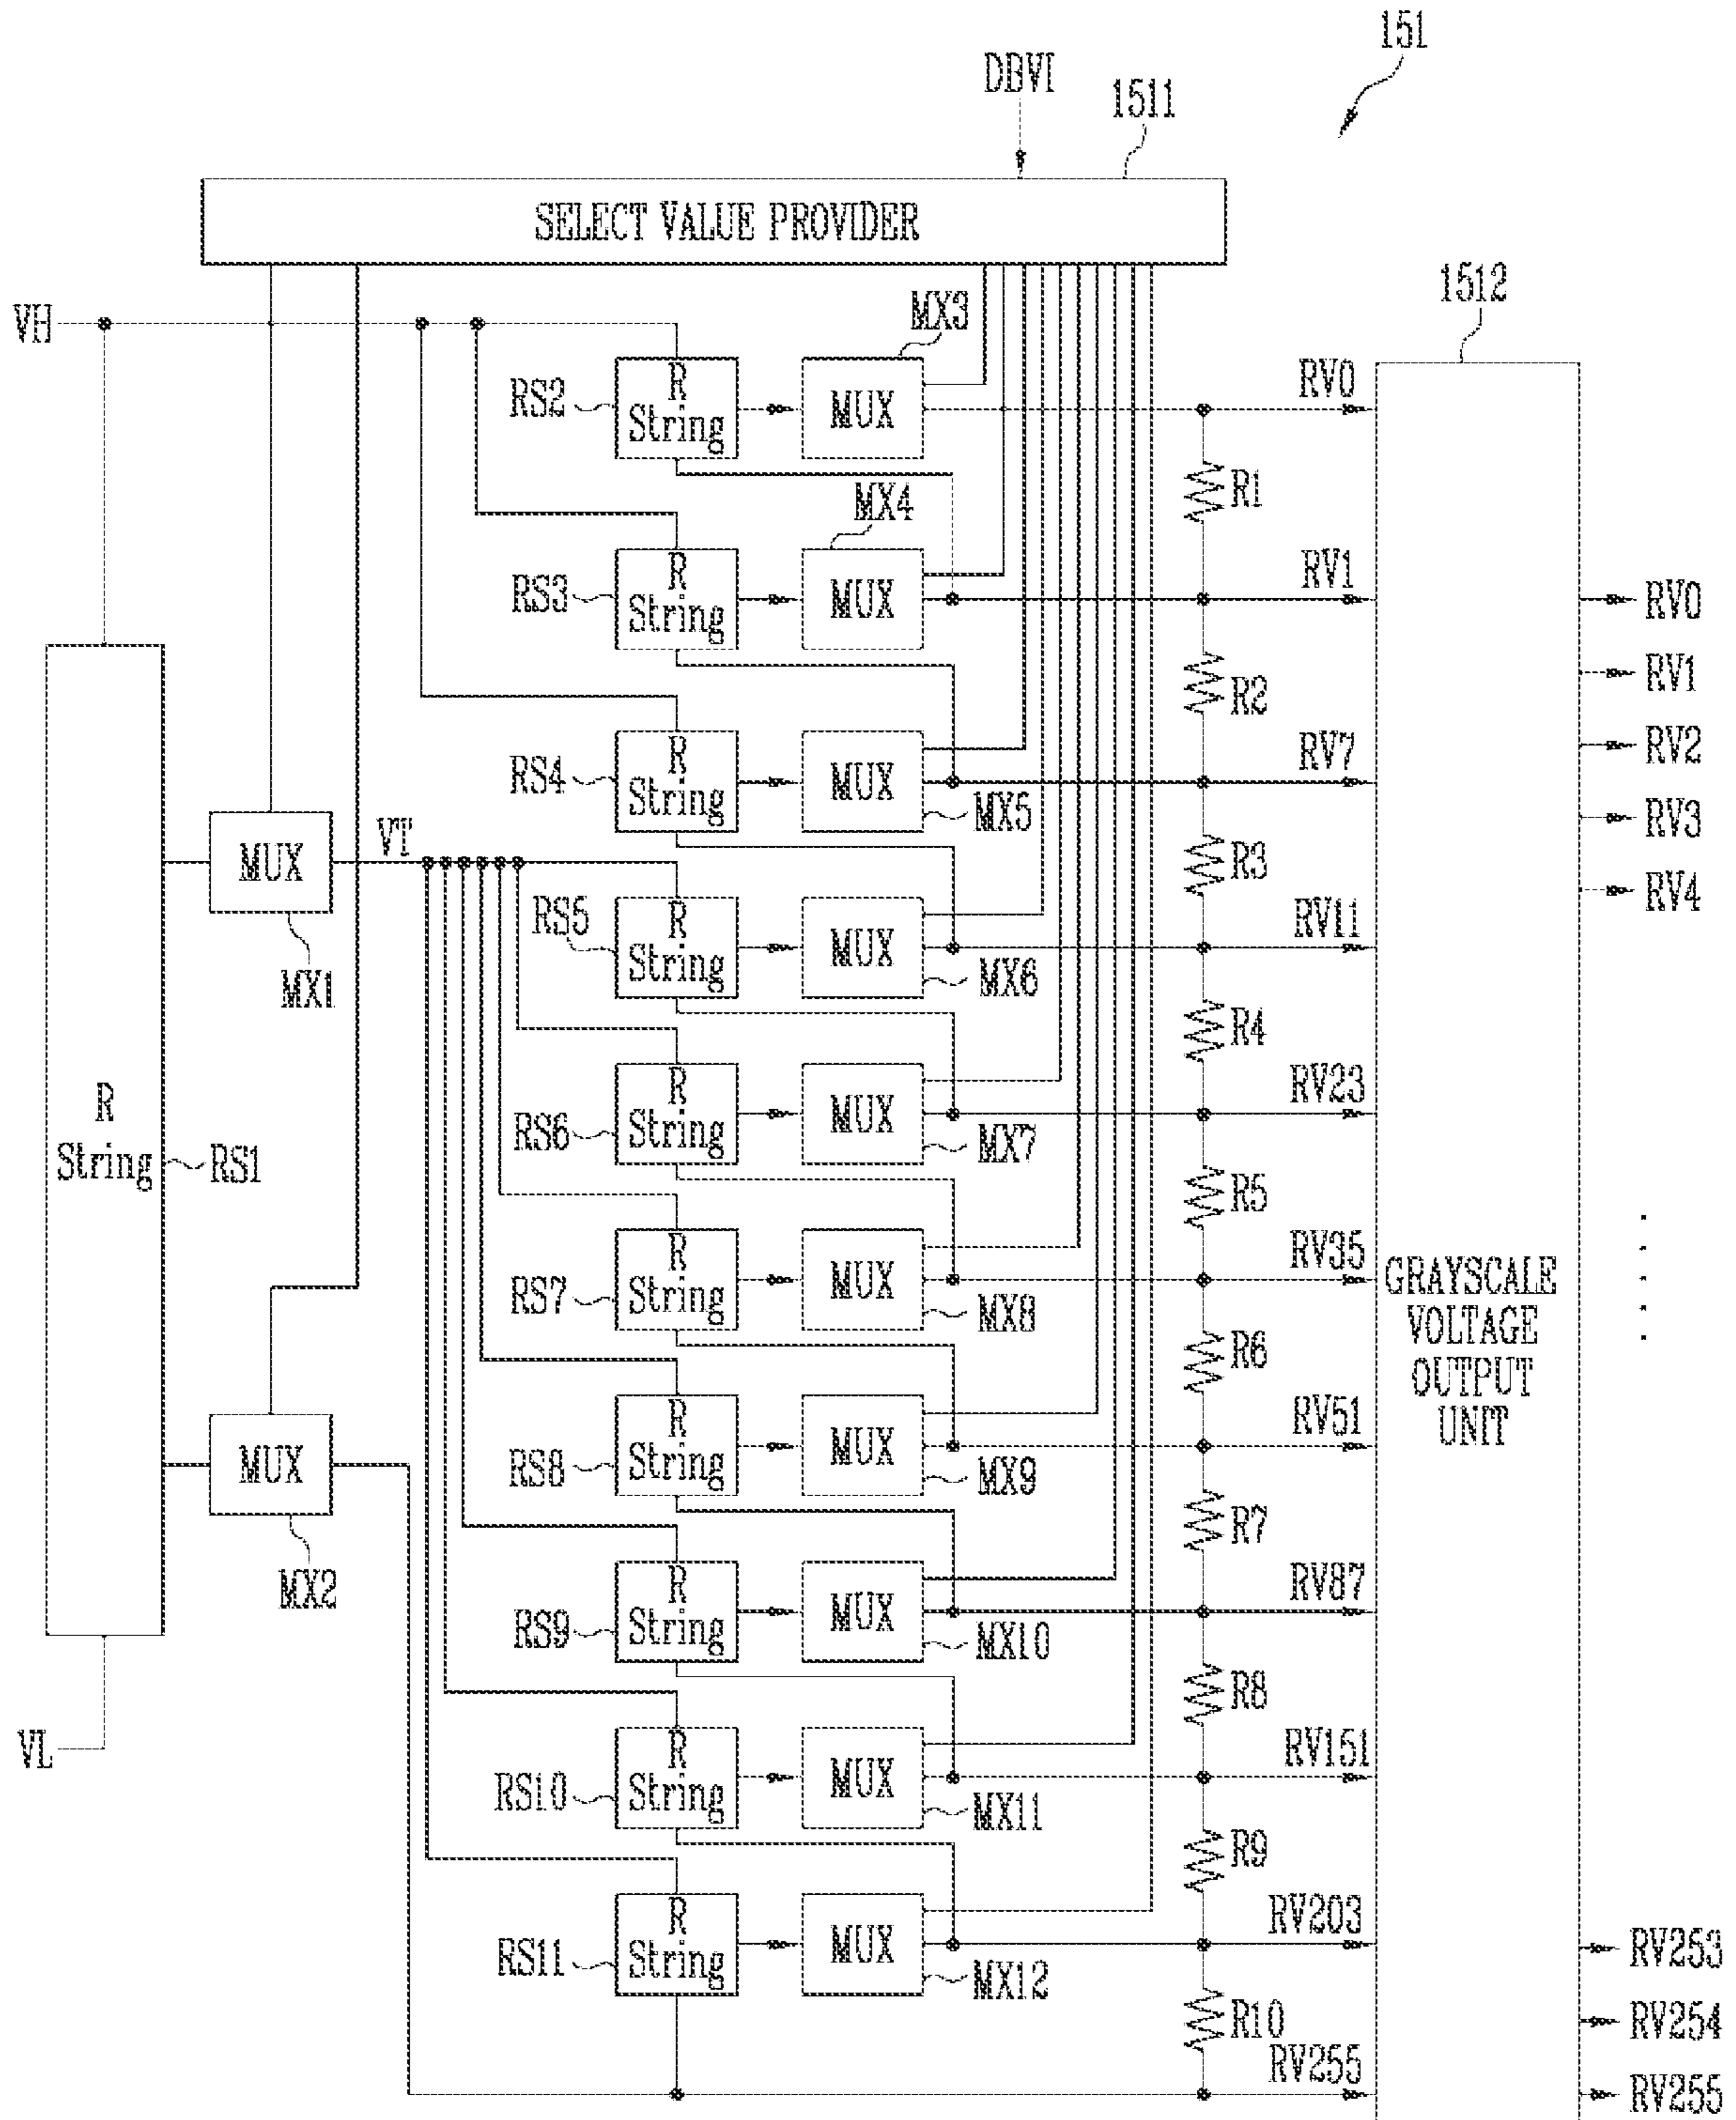 151
DBVI
1511
SELECT VALUE PROVIDER
1512
VH
MX3
RV0
RS2
R
String
MUX
R1
MX4
RV1
RS3
R
String
MUX
RV0
R2
RV1
RV7
RS4
R
String
MUX
MX5
RV2
RV3
MUX
VT
R3
RV4
RS5
R
String
MUX
RV11
MX6
MX1
R4
RV23
R
String
RS1
RS6
R
String
MUX
MX7
R5
RV35
RS7
R
String
MUX
MX8
GRAYSCALE
VOLTAGE
OUTPUT
UNIT
R6
RV51
MUX
RS8
R
String
MUX
MX9
R7
MX2
RV87
RS9
R
String
MUX
MX10
R8
VL
RV151
RS10
R
String
MUX
MX11
R9
RV203
RS11
R
String
MUX
MX12
RV253
R10
RV254
RV255
RV255